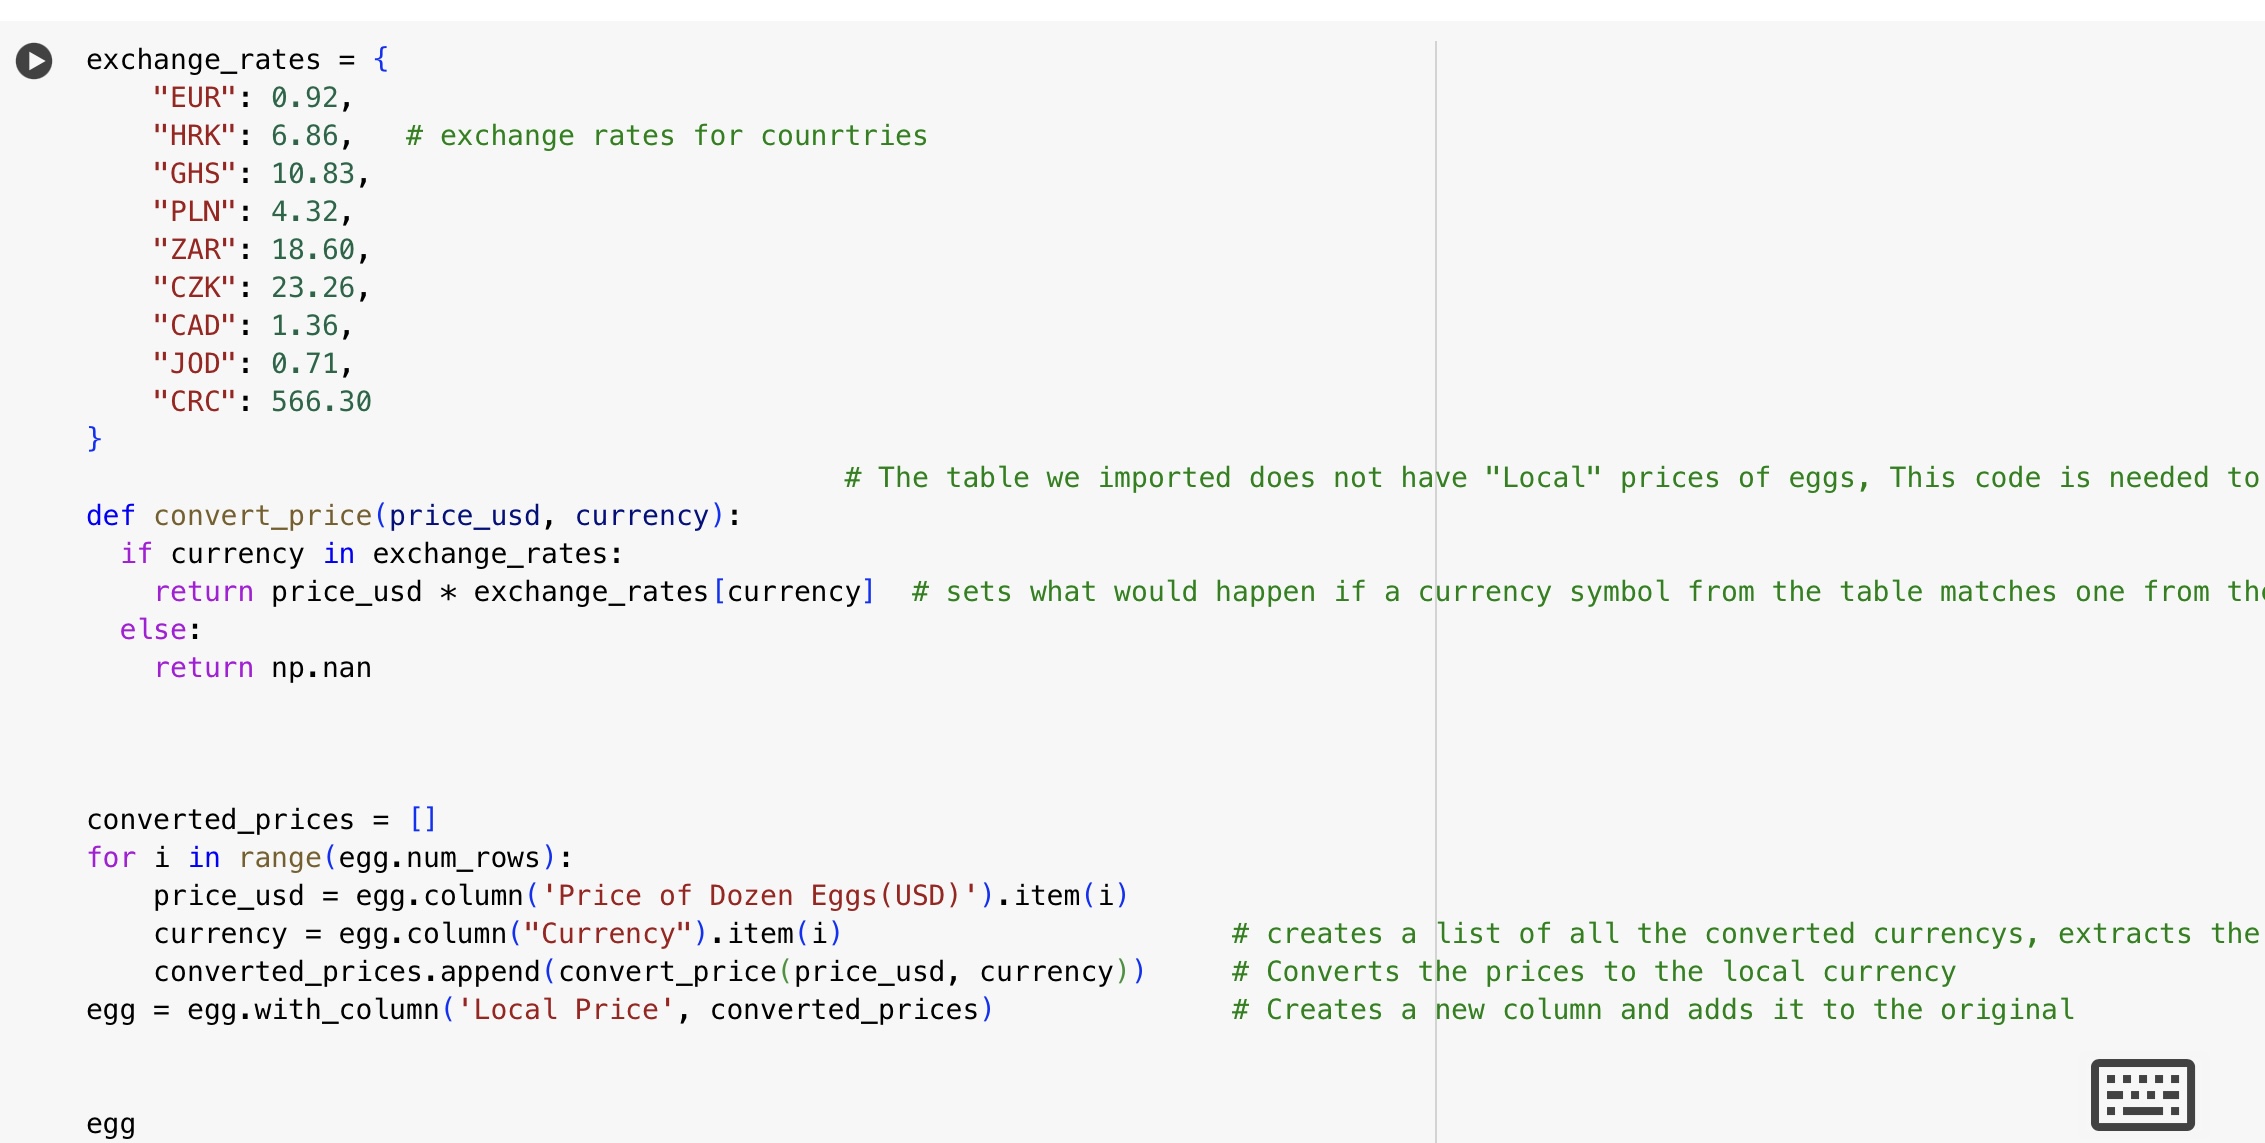 exchange_rates = {
    "EUR": 0.92,
    "HRK": 6.86,   # exchange rates for counrtries
    "GHS": 10.83,
    "PLN": 4.32,
    "ZAR": 18.60,
    "CZK": 23.26,
    "CAD": 1.36,
    "JOD": 0.71,
    "CRC": 566.30
}
# The table we imported does not have "Local" prices of eggs, This code is needed to
def convert_price(price_usd, currency):
  if currency in exchange_rates:
    return price_usd * exchange_rates[currency]  # sets what would happen if a currency symbol from the table matches one from the
  else:
    return np.nan
converted_prices = []
for i in range(egg.num_rows):
    price_usd = egg.column('Price of Dozen Eggs(USD)').item(i)
    currency = egg.column("Currency").item(i)                       # creates a list of all the converted currencys, extracts the
    converted_prices.append(convert_price(price_usd, currency))     # Converts the prices to the local currency
egg = egg.with_column('Local Price', converted_prices)              # Creates a new column and adds it to the original
egg